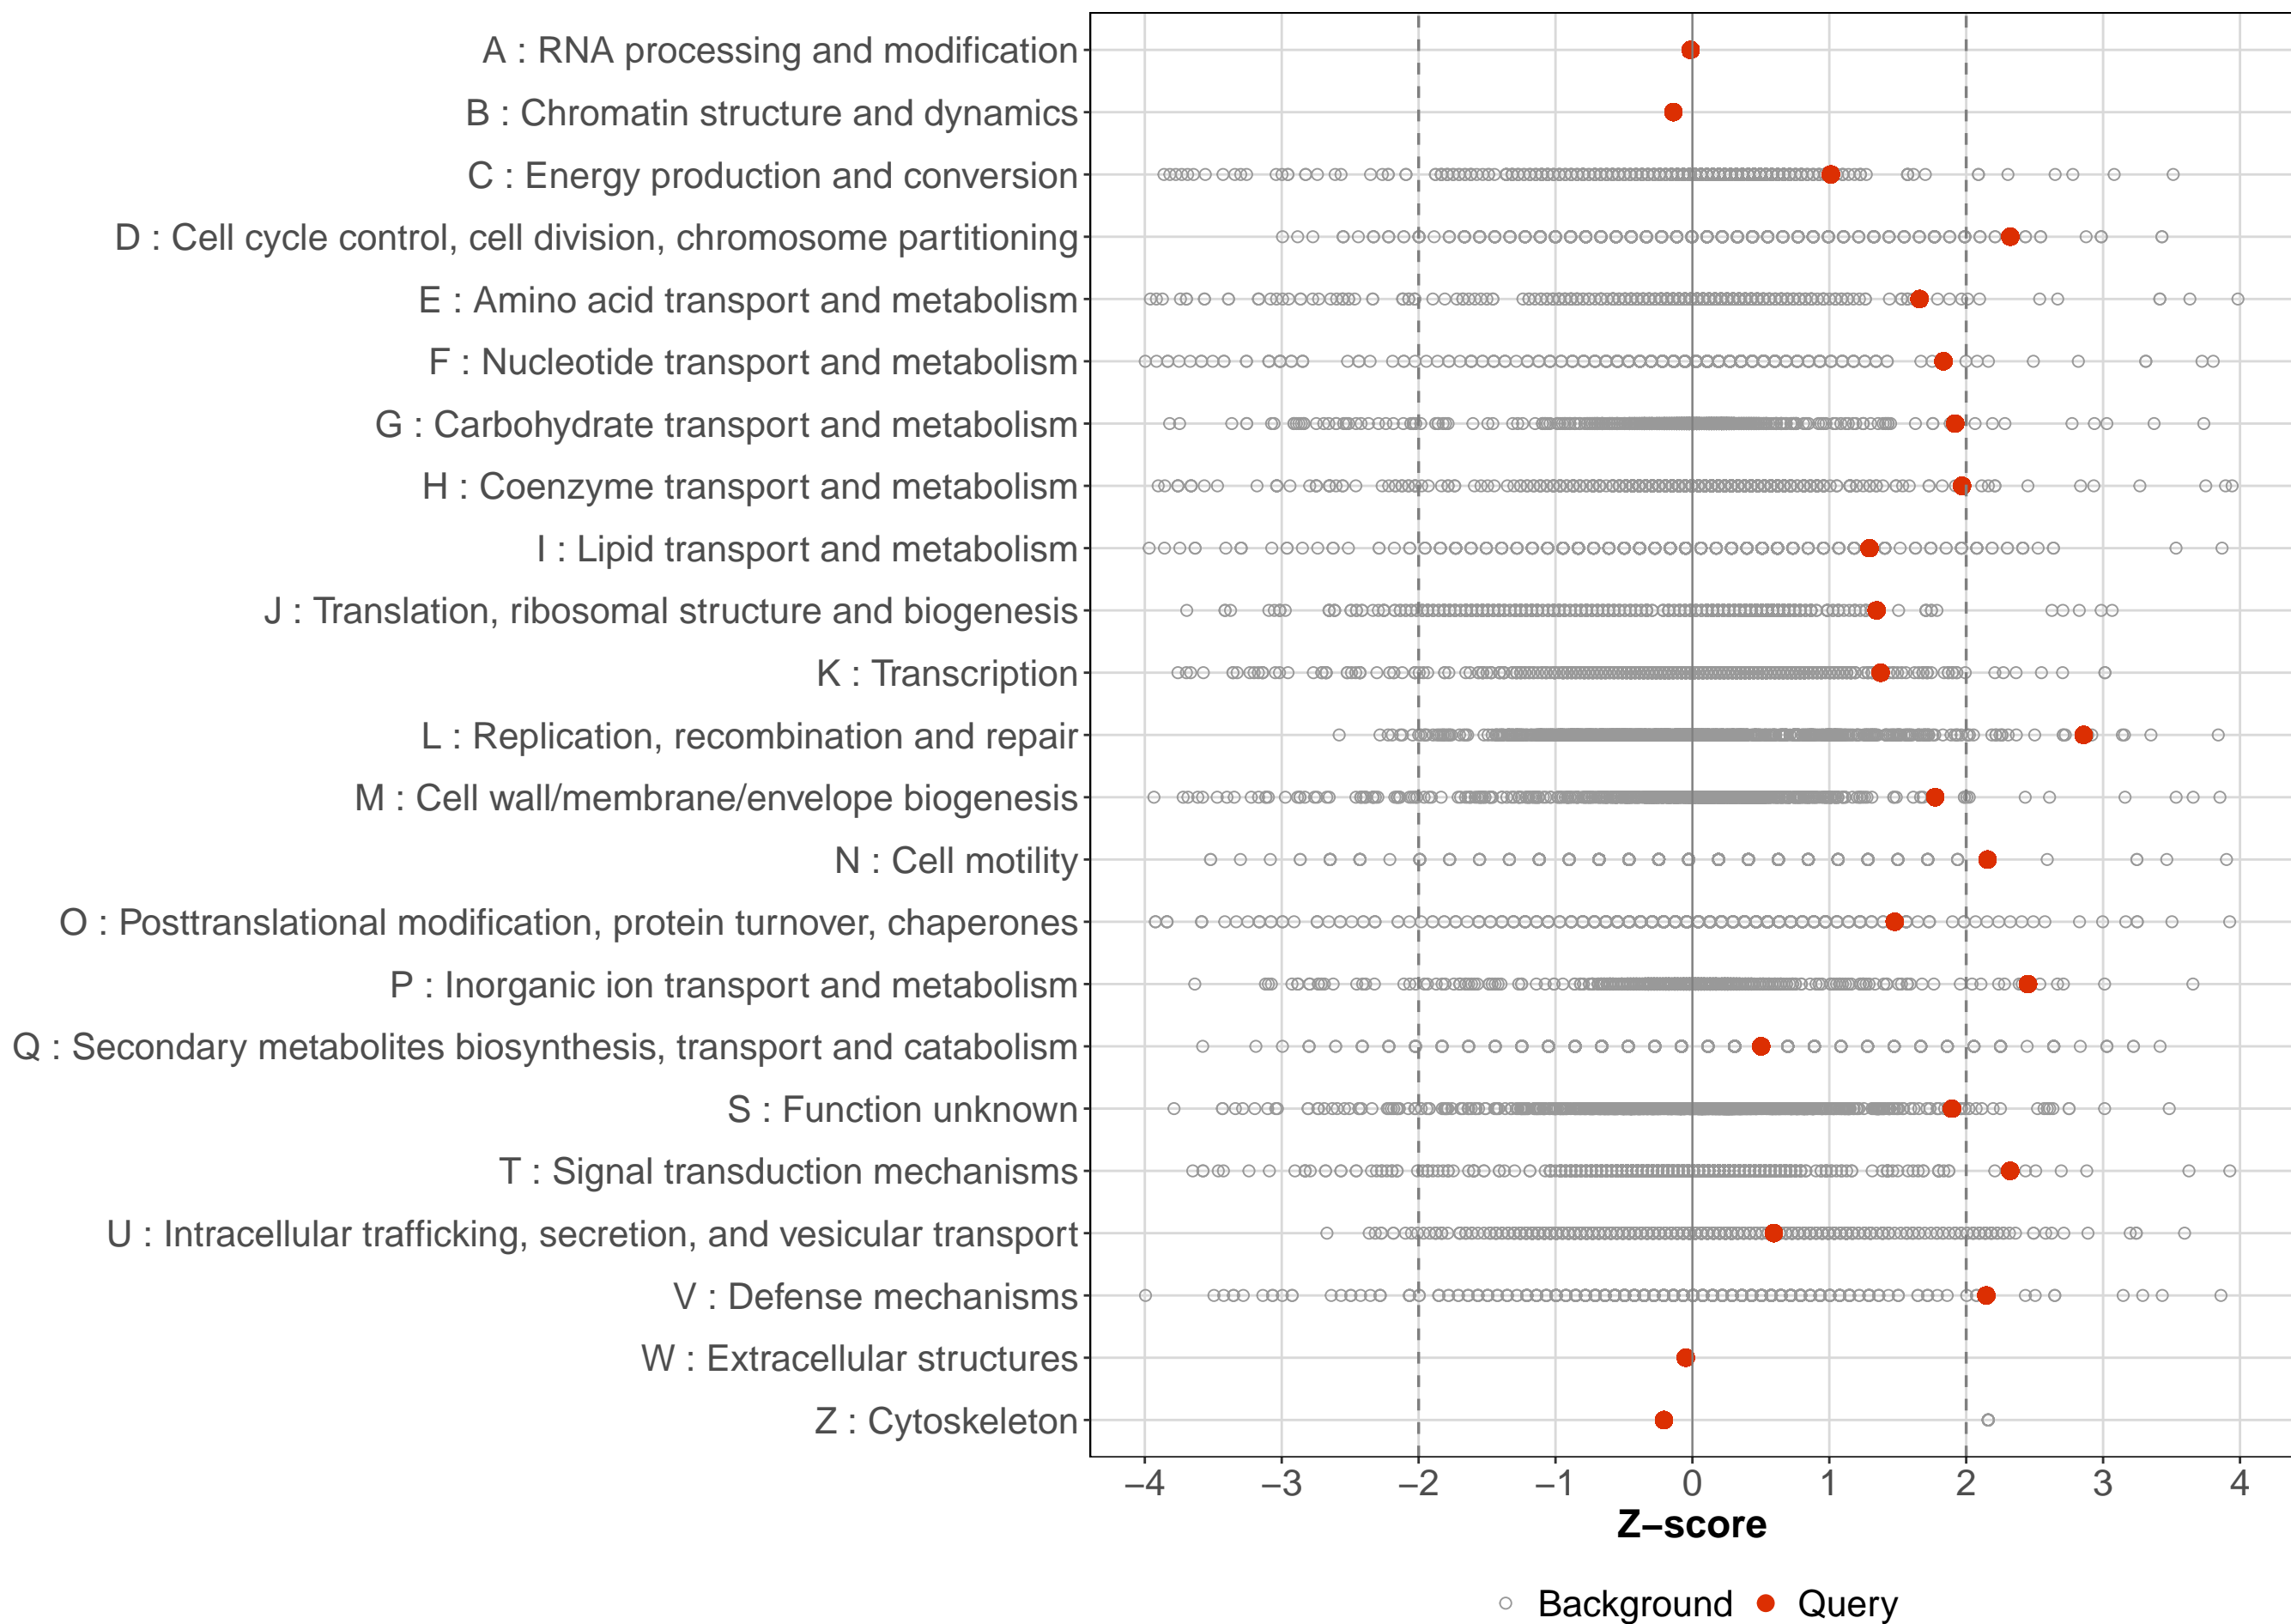 A : RNA processing and modification
B : Chromatin structure and dynamics
C : Energy production and conversion
D : Cell cycle control, cell division, chromosome partitioning
E : Amino acid transport and metabolism
F : Nucleotide transport and metabolism
G : Carbohydrate transport and metabolism
H : Coenzyme transport and metabolism
I : Lipid transport and metabolism
J : Translation, ribosomal structure and biogenesis
K : Transcription
L : Replication, recombination and repair
M : Cell wall/membrane/envelope biogenesis
N : Cell motility
O : Posttranslational modification, protein turnover, chaperones
P : Inorganic ion transport and metabolism
Q : Secondary metabolites biosynthesis, transport and catabolism
S : Function unknown
T : Signal transduction mechanisms
U : Intracellular trafficking, secretion, and vesicular transport
V : Defense mechanisms
W : Extracellular structures
Z : Cytoskeleton
−4 −3 −2 −1 0 1 2 3 4
Z−score
Background Query